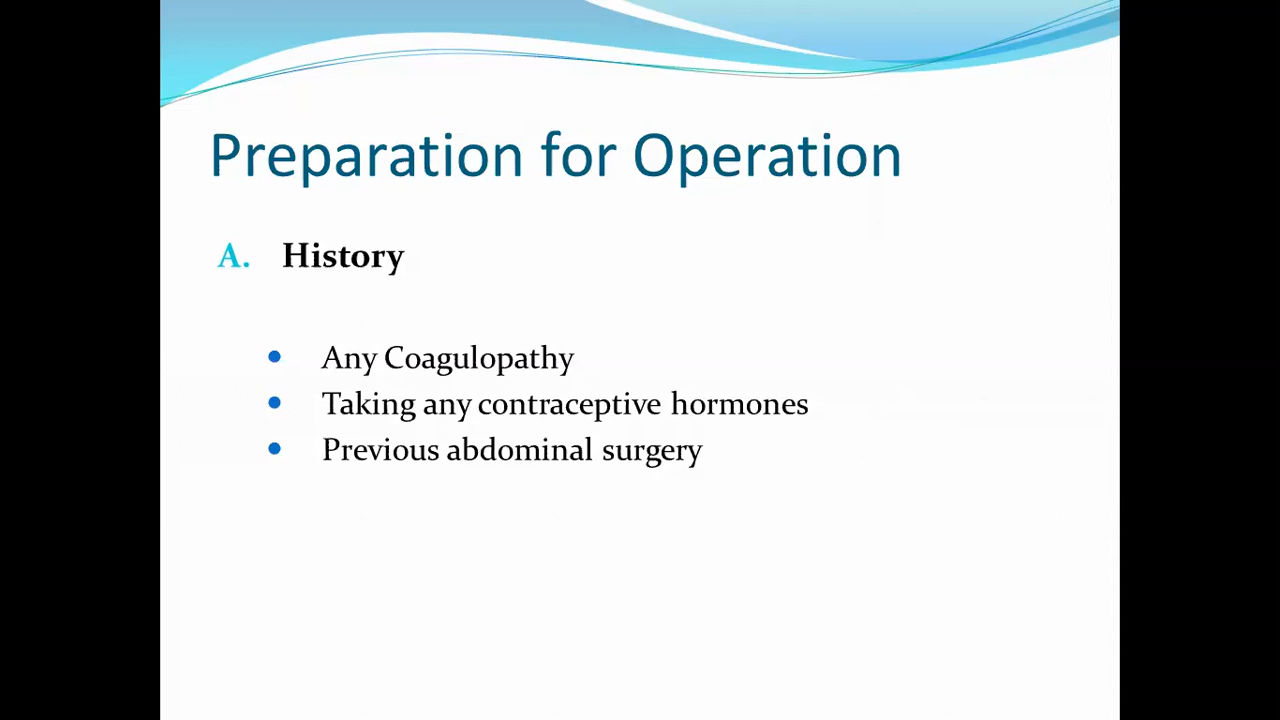 Preparation for Operation
A. History
• Any Coagulopathy
• Taking any contraceptive hormones
• Previous abdominal surgery